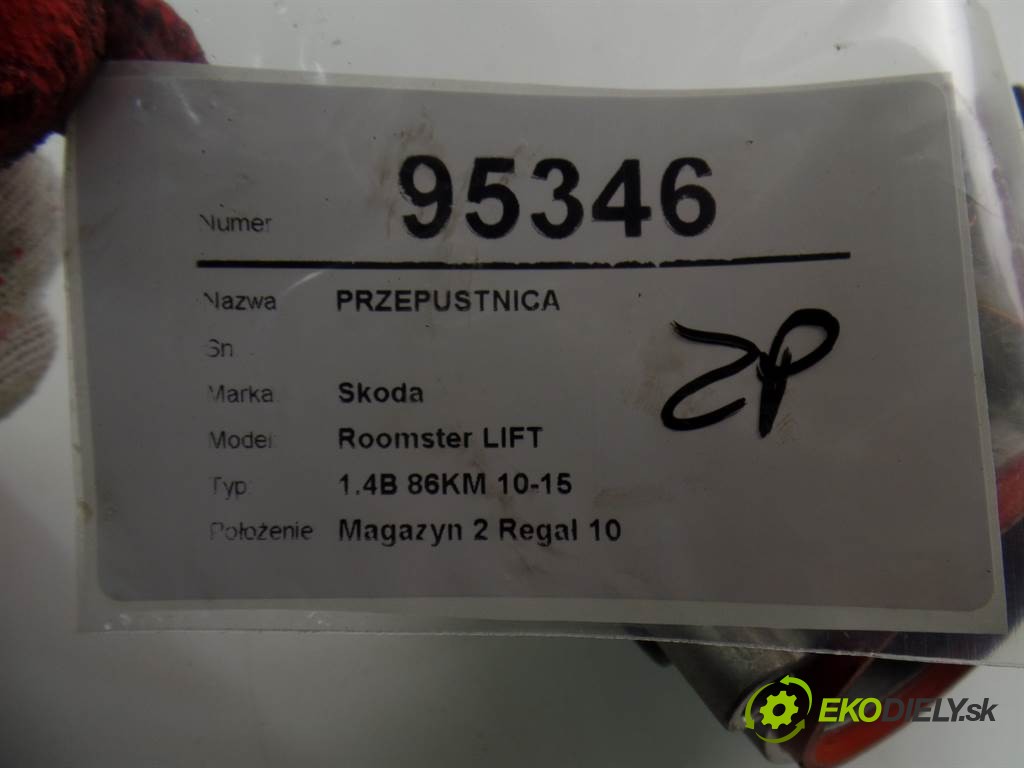 Numer 95346
Nazwa PRZEPUSTNICA
Sn
Marka Skoda
Model Roomster LIFT
Typ 1.4B 86KM 10-15
Położenie Magazyn 2 Regał 10
ZP
EKODIELY.sk